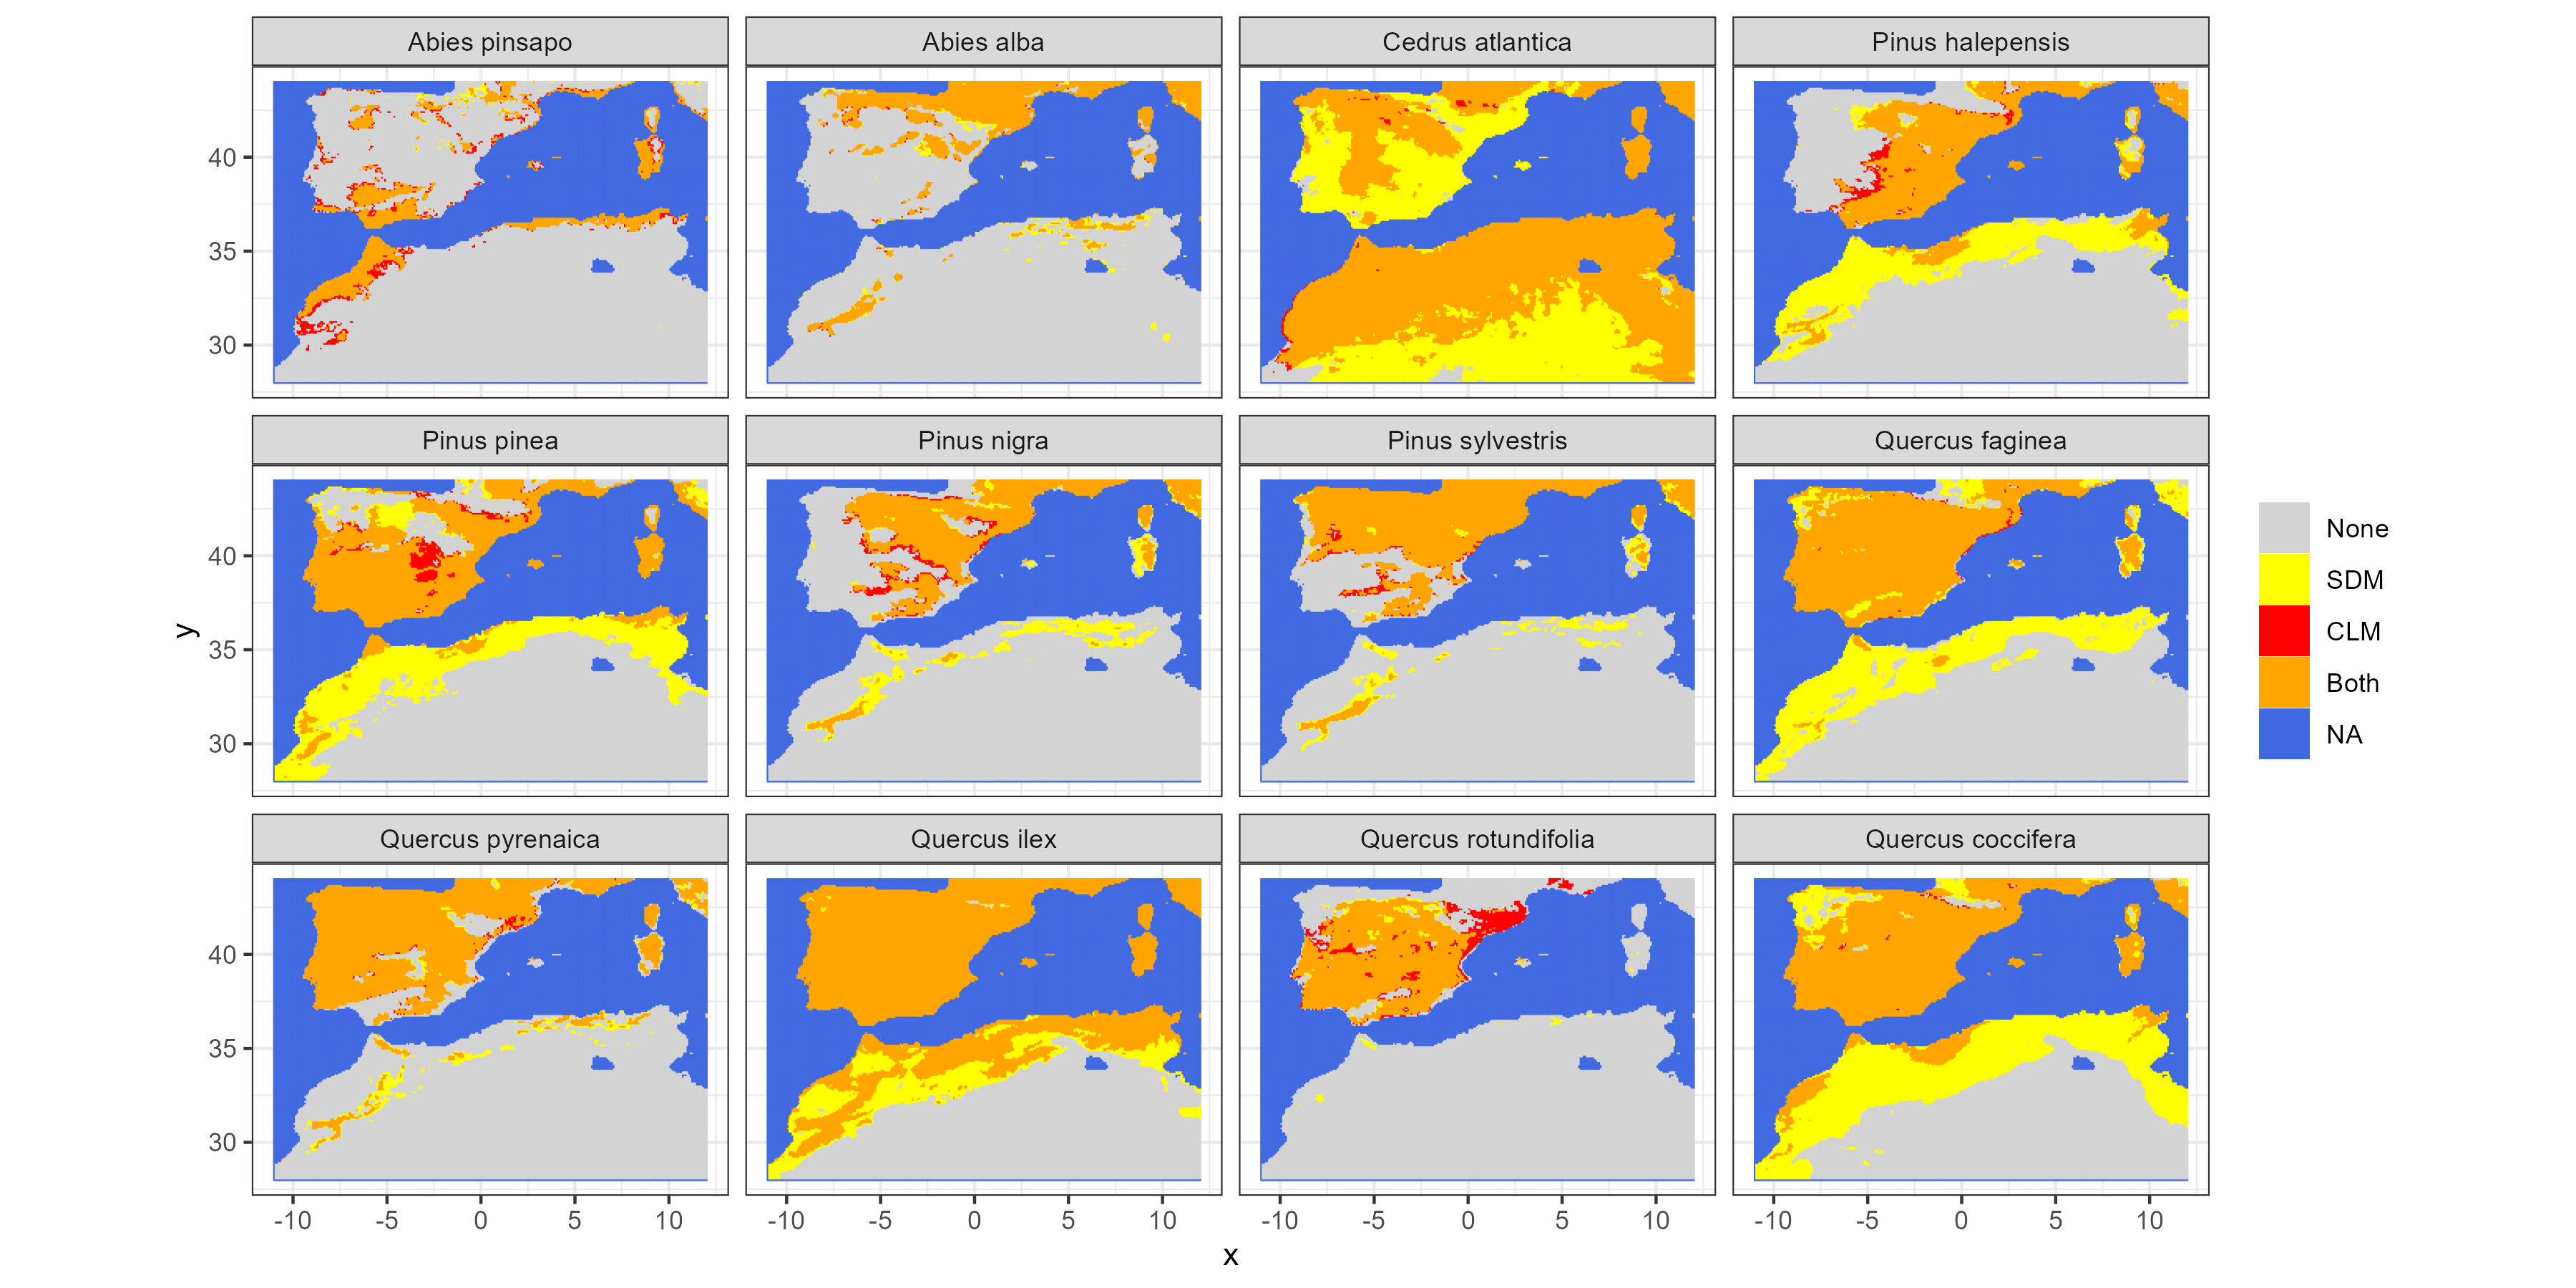 Abies pinsapo
Abies alba
Cedrus atlantica
Pinus halepensis
40
35
30
Pinus pinea
Pinus nigra
Pinus sylvestris
Quercus faginea
40
35
30
y
None
SDM
CLM
Both
NA
Quercus pyrenaica
Quercus ilex
Quercus rotundifolia
Quercus coccifera
40
35
30
-10 -5 0 5 10
-10 -5 0 5 10
-10 -5 0 5 10
-10 -5 0 5 10
x